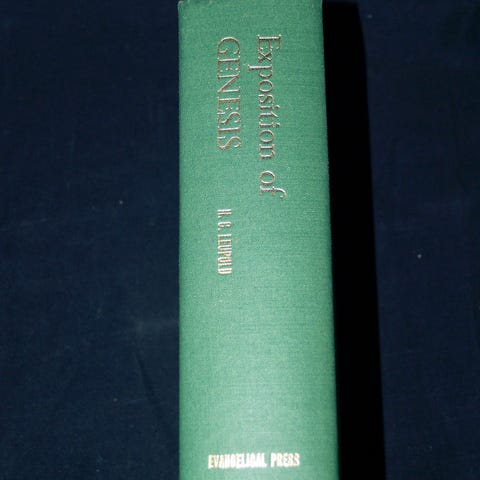 Exposition of
GENESIS
H. C. LEUPOLD
EVANGELICAL PRESS